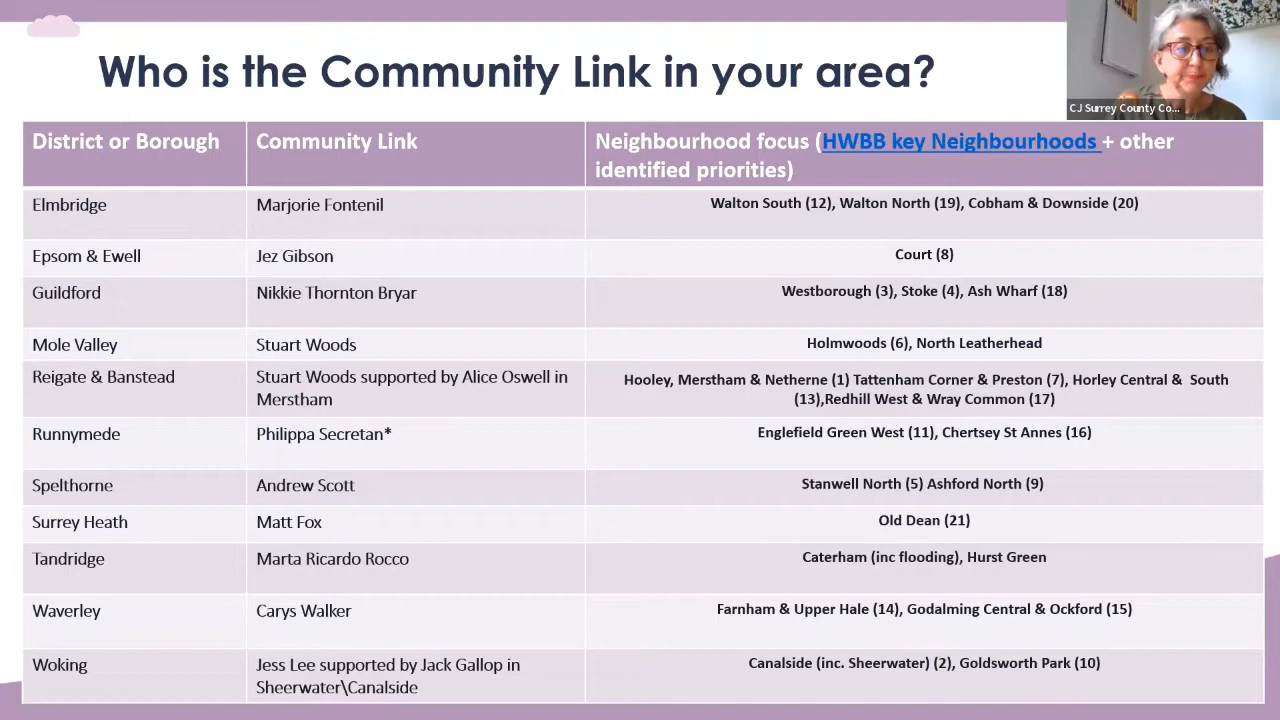 Who is the Community Link in your area?
CJ Surrey County Co...
District or Borough
Community Link
Neighbourhood focus (HWBB key Neighbourhoods + other
identified priorities)
Elmbridge
Marjorie Fontenil
Walton South (12), Walton North (19), Cobham & Downside (20)
Epsom & Ewell
Jez Gibson
Court (8)
Guildford
Nikkie Thornton Bryar
Westborough (3), Stoke (4), Ash Wharf (18)
Mole Valley
Stuart Woods
Holmwoods (6), North Leatherhead
Reigate & Banstead
Stuart Woods supported by Alice Oswell in
Merstham
Hooley, Merstham & Netherne (1) Tattenham Corner & Preston (7), Horley Central & South
(13),Redhill West & Wray Common (17)
Runnymede
Philippa Secretan*
Englefield Green West (11), Chertsey St Annes (16)
Spelthorne
Andrew Scott
Stanwell North (5) Ashford North (9)
Surrey Heath
Matt Fox
Old Dean (21)
Tandridge
Marta Ricardo Rocco
Caterham (inc flooding), Hurst Green
Waverley
Carys Walker
Farnham & Upper Hale (14), Godalming Central & Ockford (15)
Woking
Jess Lee supported by Jack Gallop in
Sheerwater\Canalside
Canalside (inc. Sheerwater) (2), Goldsworth Park (10)